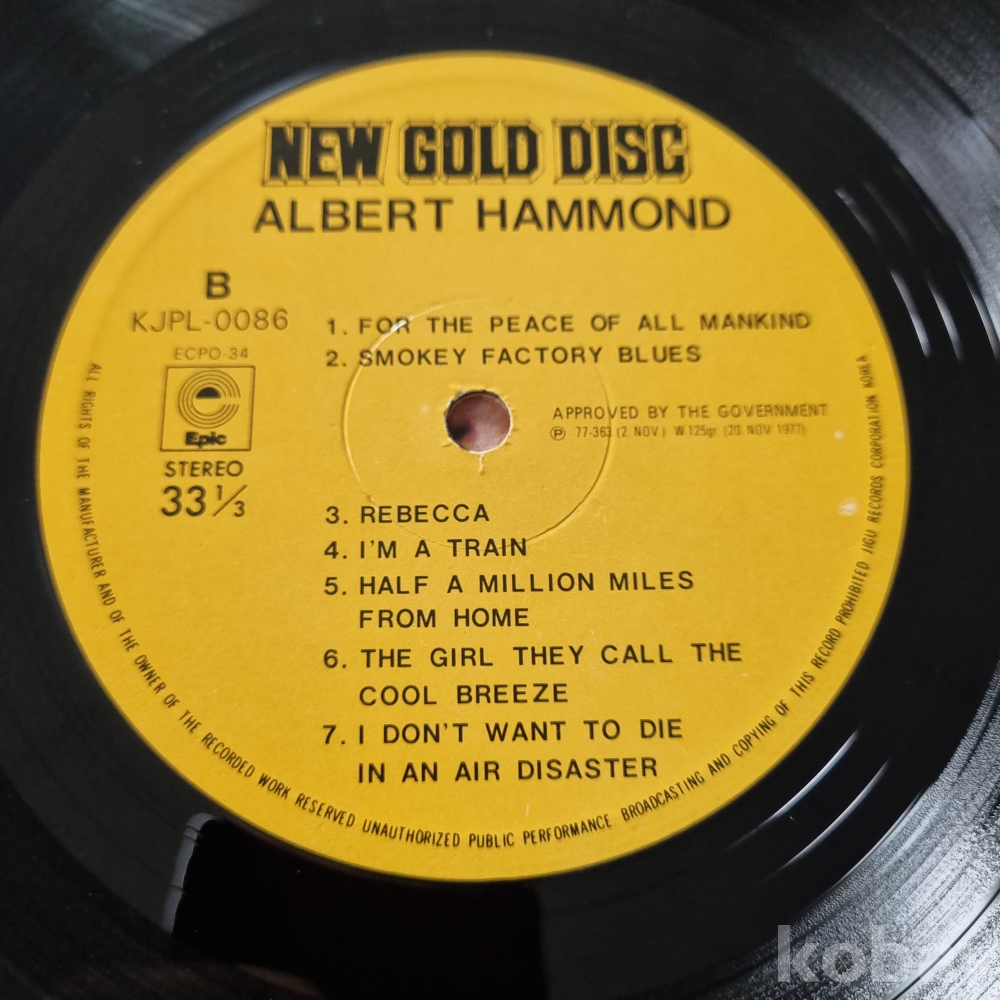 NEW GOLD DISC
ALBERT HAMMOND
B
KJPL-0086
ECPO-34
Epic
STEREO
33 1/3
1. FOR THE PEACE OF ALL MANKIND
2. SMOKEY FACTORY BLUES
APPROVED BY THE GOVERNMENT
Ⓟ 77-363 (2 NOV) W 125gr. (20 NOV 1977)
3. REBECCA
4. I'M A TRAIN
5. HALF A MILLION MILES
FROM HOME
6. THE GIRL THEY CALL THE
COOL BREEZE
7. I DON'T WANT TO DIE
IN AN AIR DISASTER
ALL RIGHTS OF THE MANUFACTURER AND OF THE OWNER OF THE RECORDED WORK RESERVED UNAUTHORIZED PUBLIC PERFORMANCE. BROADCASTING AND COPYING OF THIS RECORD PROHIBITED JIGU RECORDS CORPORATION KOREA